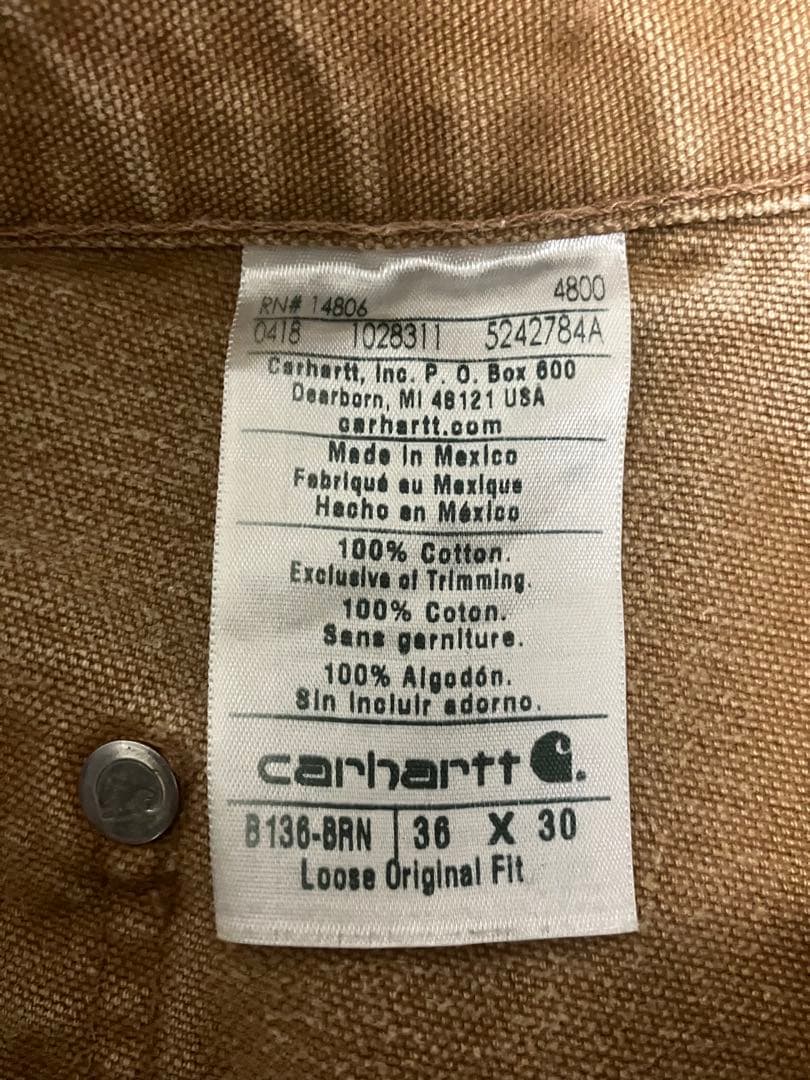 RN# 14806 4800
0418 1028311 5242784A
Carhartt, Inc. P. O. Box 600
Dearborn, MI 48121 USA
carhartt.com
Made in Mexico
Fabriqué au Mexique
Hecho en México
100% Cotton.
Exclusive of Trimming.
100% Coton.
Sans garniture.
100% Algodón.
Sin incluir adorno.
carhartt
B136-BRN 36 X 30
Loose Original Fit